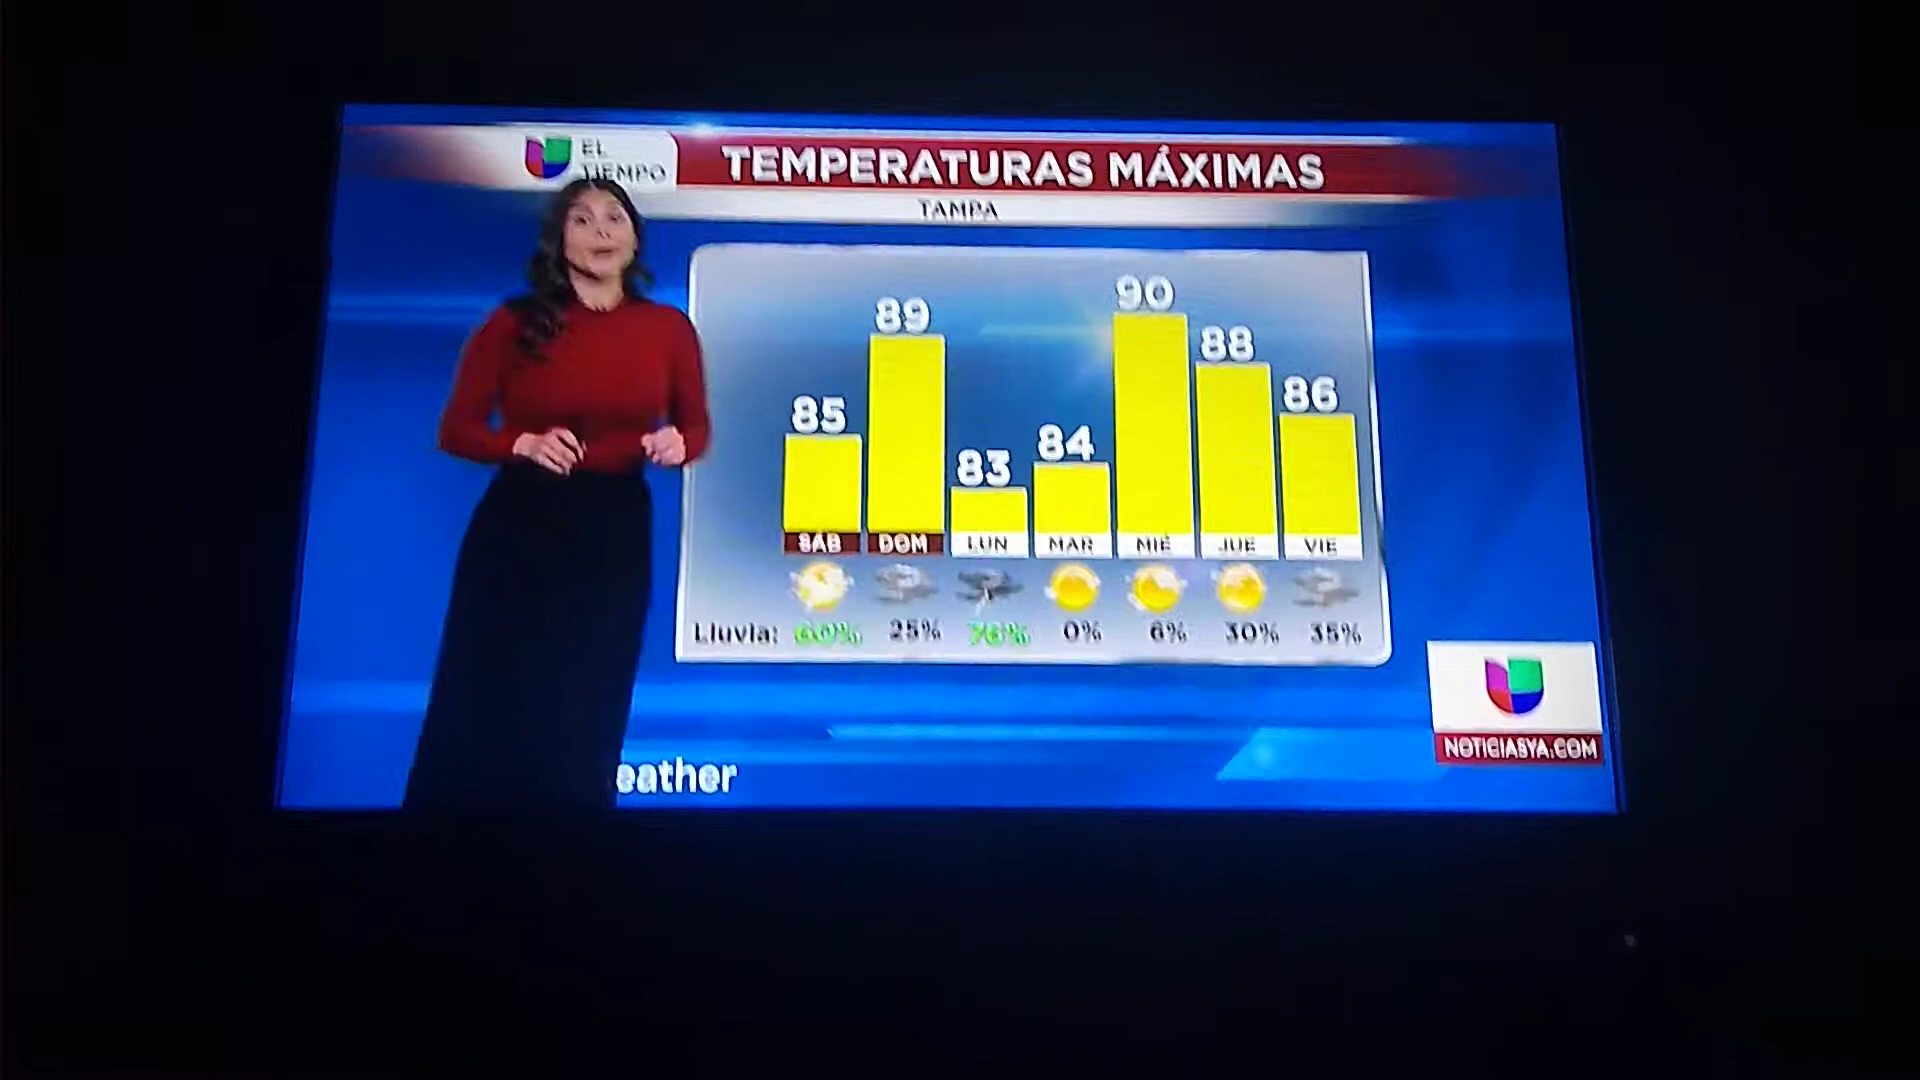 EL
TIEMPO
TEMPERATURAS MÁXIMAS
TAMPA
85 89 83 84 90 88 86
SÁB DOM LUN MAR MIÉ JUE VIE
Lluvia: 60% 25% 76% 0% 6% 30% 35%
NOTICIASYA.COM
eather